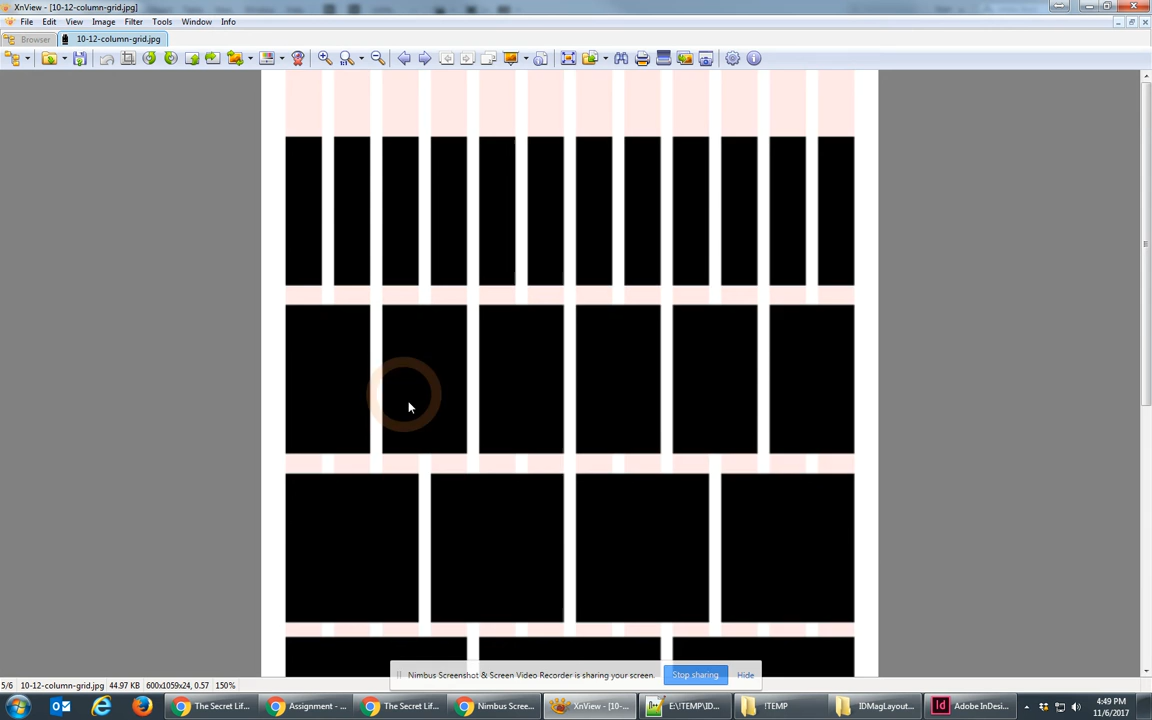 XnView - [10-12-column-grid.jpg]
File Edit View Image Filter Tools Window Info
Browser 10-12-column-grid.jpg
Nimbus Screenshot & Screen Video Recorder is sharing your screen. Stop sharing Hide
5/6 10-12-column-grid.jpg 44.97 KB 600x1059x24, 0.57 150%
The Secret Lif... Assignment - ... The Secret Lif... Nimbus Scree... XnView - [10-... E:\!TEMP\ID... !TEMP IDMagLayout... Adobe InDesi... 4:49 PM
11/6/2017